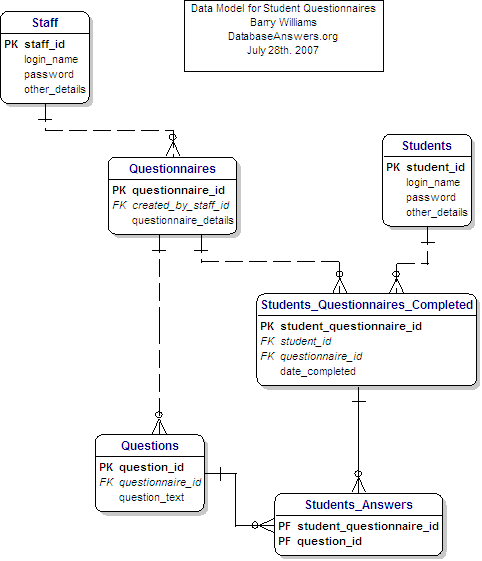 Data Model for Student Questionnaires
Barry Williams
DatabaseAnswers.org
July 28th. 2007
Staff
PK staff_id
login_name
password
other_details
Questionnaires
PK questionnaire_id
FK created_by_staff_id
questionnaire_details
Students
PK student_id
login_name
password
other_details
Students_Questionnaires_Completed
PK student_questionnaire_id
FK student_id
FK questionnaire_id
date_completed
Questions
PK question_id
FK questionnaire_id
question_text
Students_Answers
PF student_questionnaire_id
PF question_id